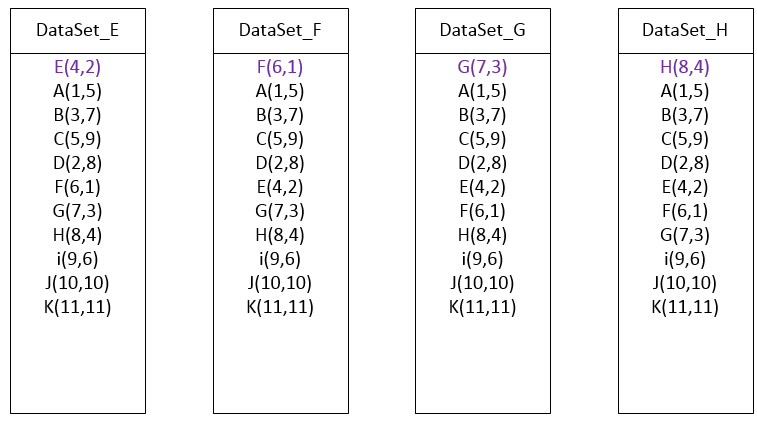 DataSet_E
E(4,2)
A(1,5)
B(3,7)
C(5,9)
D(2,8)
F(6,1)
G(7,3)
H(8,4)
i(9,6)
J(10,10)
K(11,11)
DataSet_F
F(6,1)
A(1,5)
B(3,7)
C(5,9)
D(2,8)
E(4,2)
G(7,3)
H(8,4)
i(9,6)
J(10,10)
K(11,11)
DataSet_G
G(7,3)
A(1,5)
B(3,7)
C(5,9)
D(2,8)
E(4,2)
F(6,1)
H(8,4)
i(9,6)
J(10,10)
K(11,11)
DataSet_H
H(8,4)
A(1,5)
B(3,7)
C(5,9)
D(2,8)
E(4,2)
F(6,1)
G(7,3)
i(9,6)
J(10,10)
K(11,11)